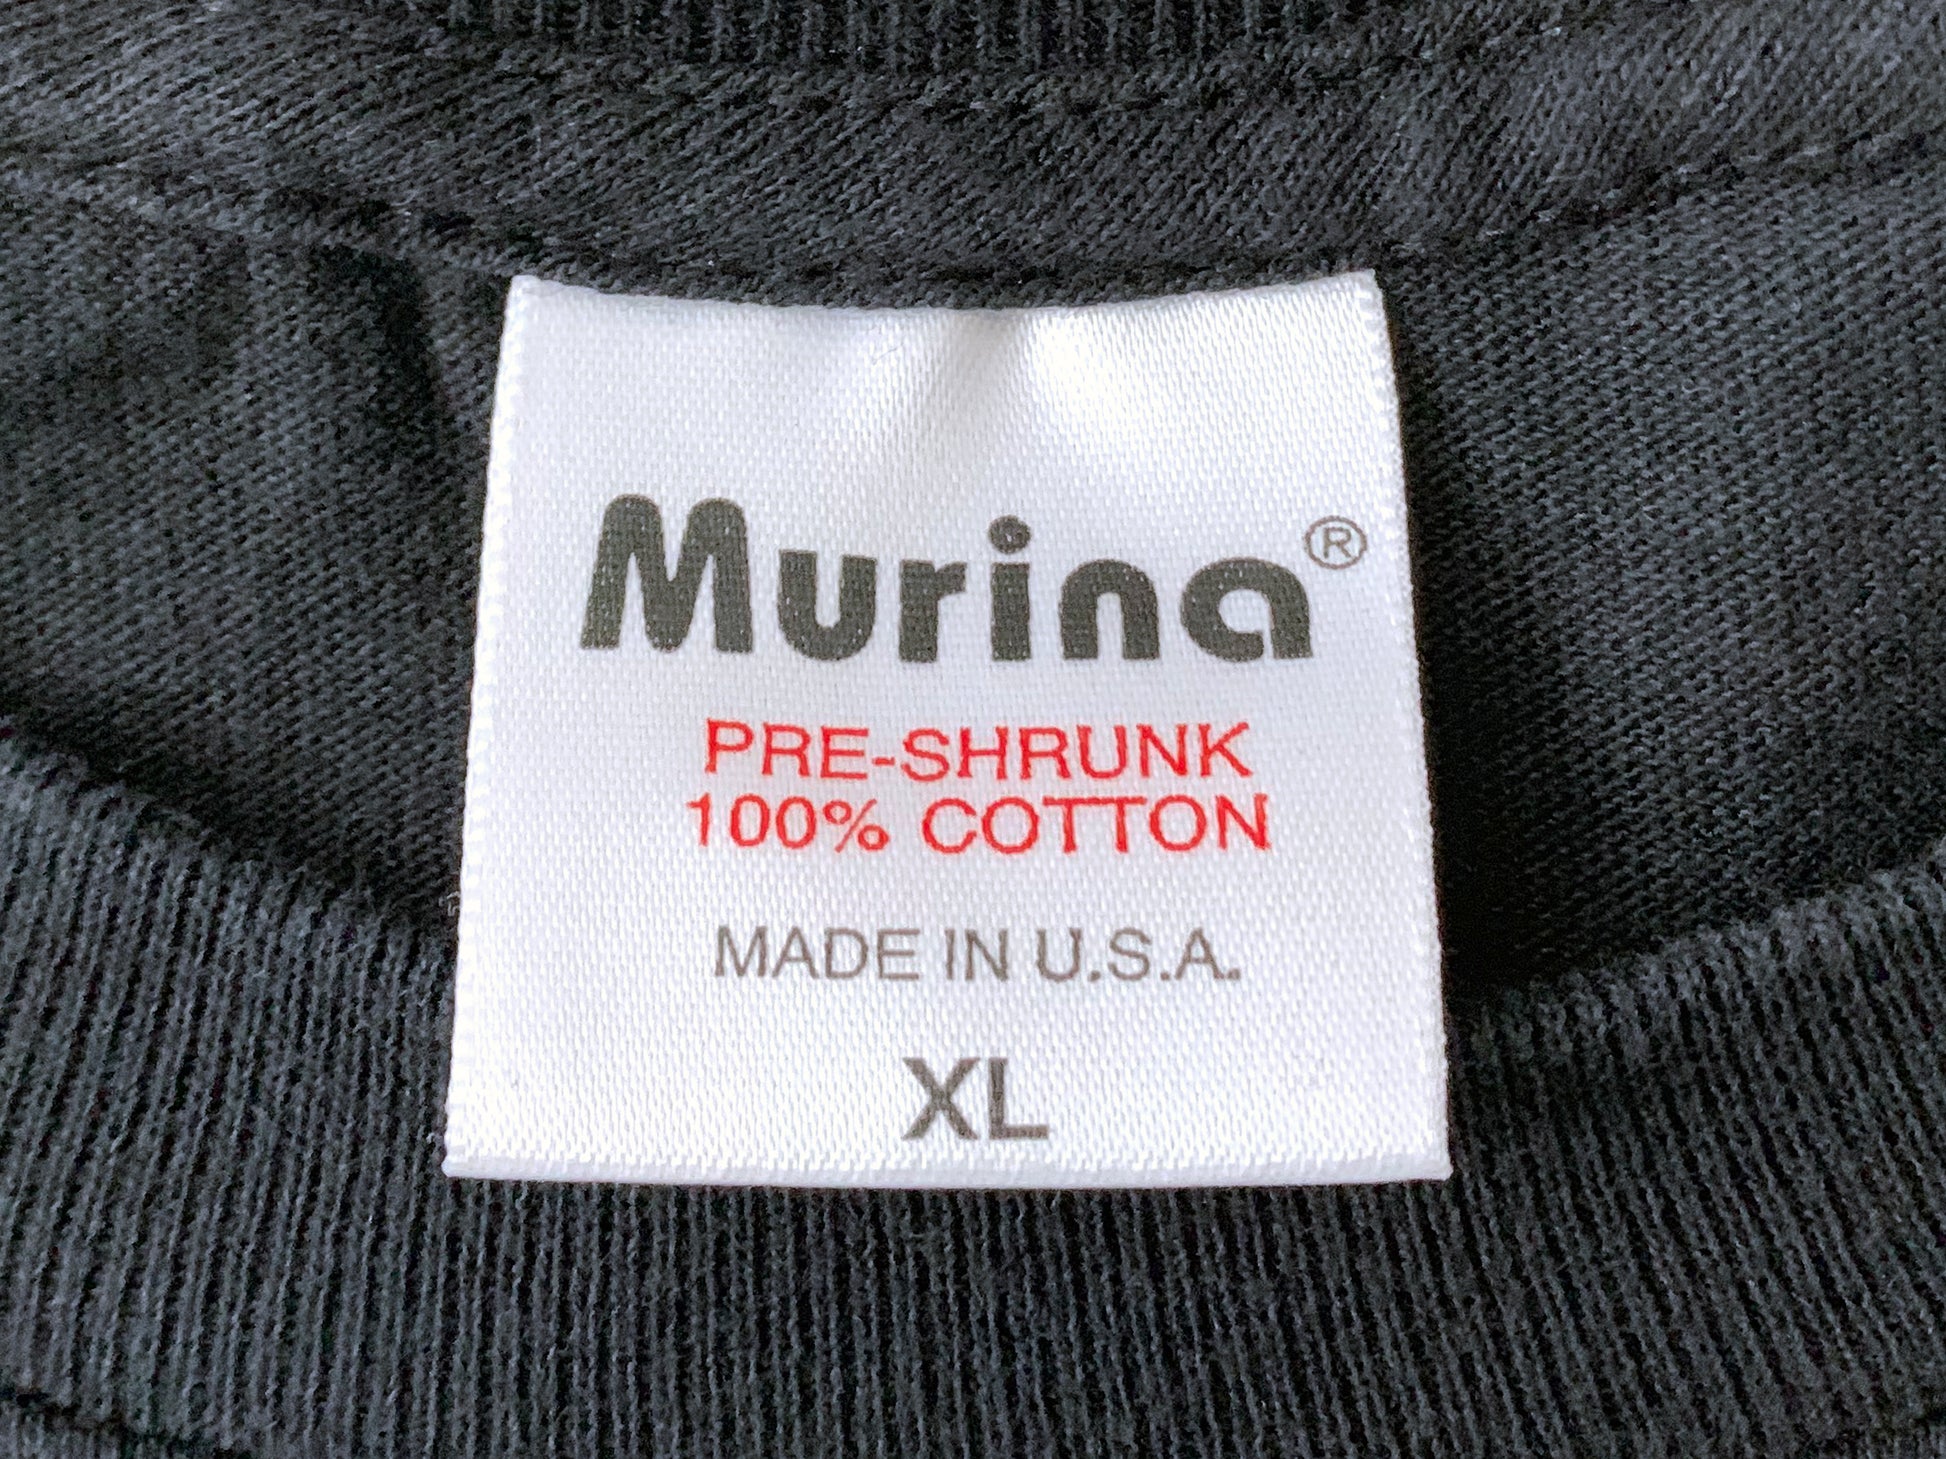 Murina®
PRE-SHRUNK
100% COTTON
MADE IN U.S.A.
XL